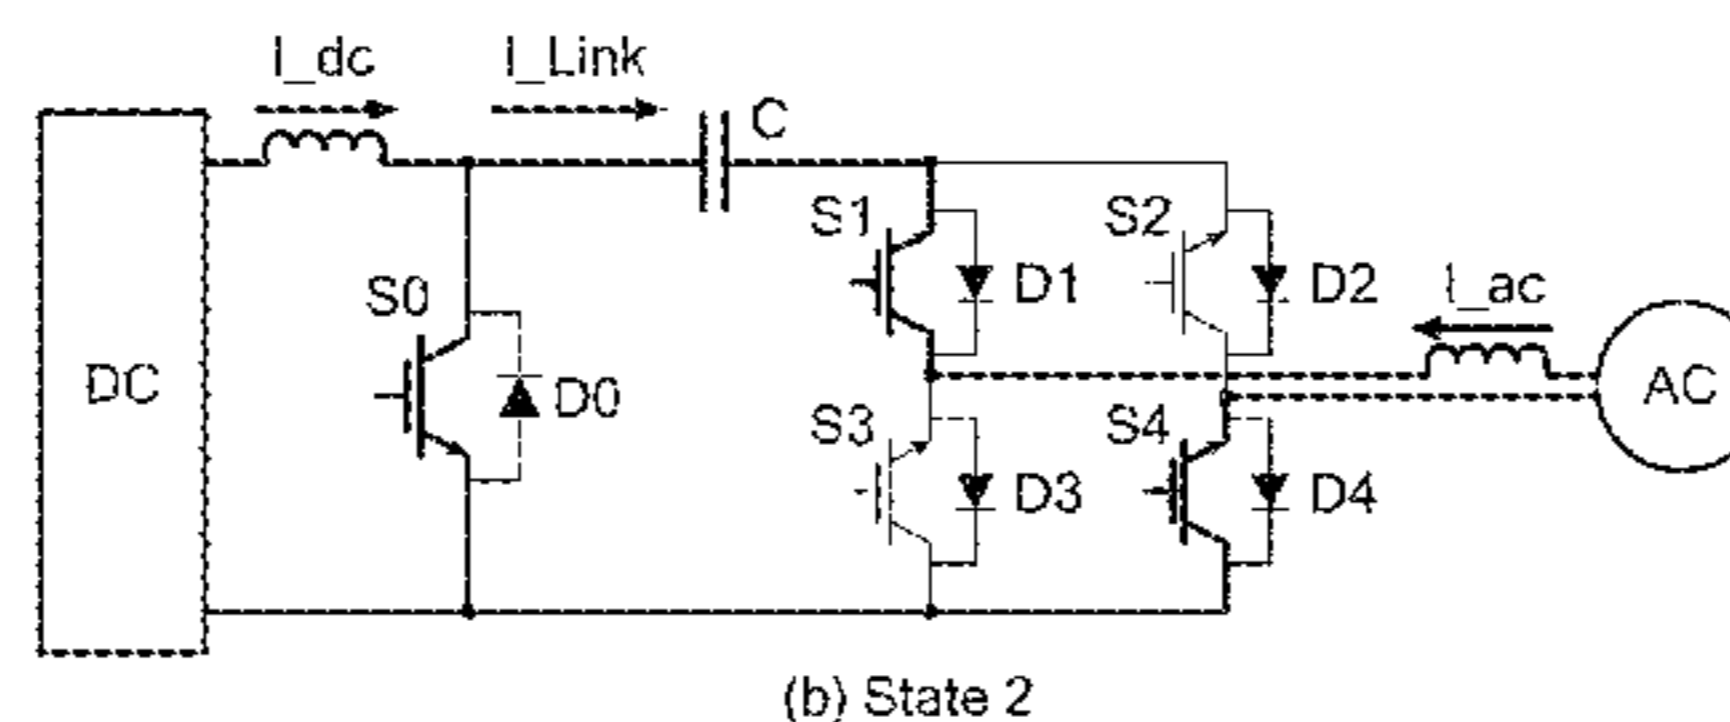 I_dc
I_Link
C
S1
S2
D1
D2
I_ac
S0
DC
D0
AC
S3
S4
D3
D4
(b) State 2